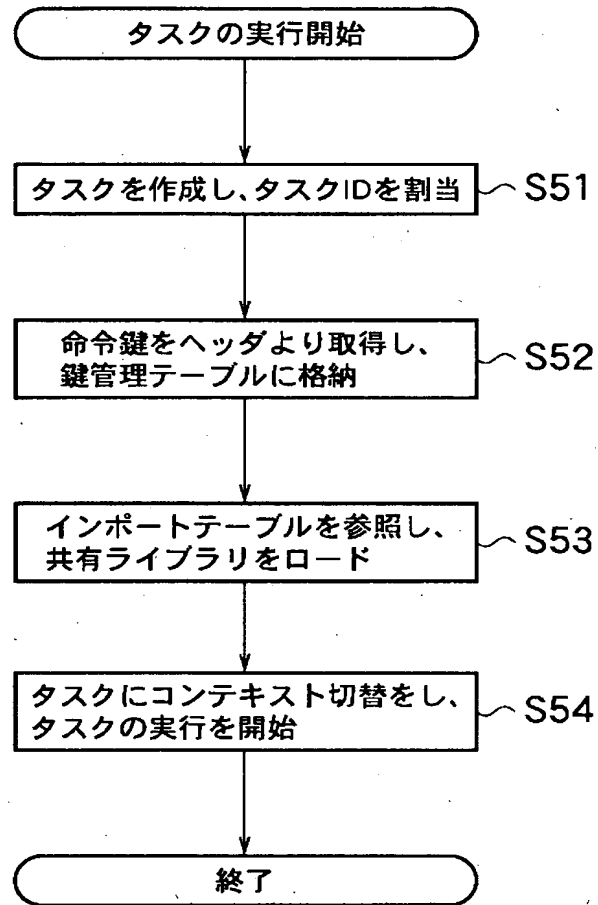 タスクの実行開始
タスクを作成し、タスクIDを割当
S51
命令鍵をヘッダより取得し、
鍵管理テーブルに格納
S52
インポートテーブルを参照し、
共有ライブラリをロード
S53
タスクにコンテキスト切替をし、
タスクの実行を開始
S54
終了